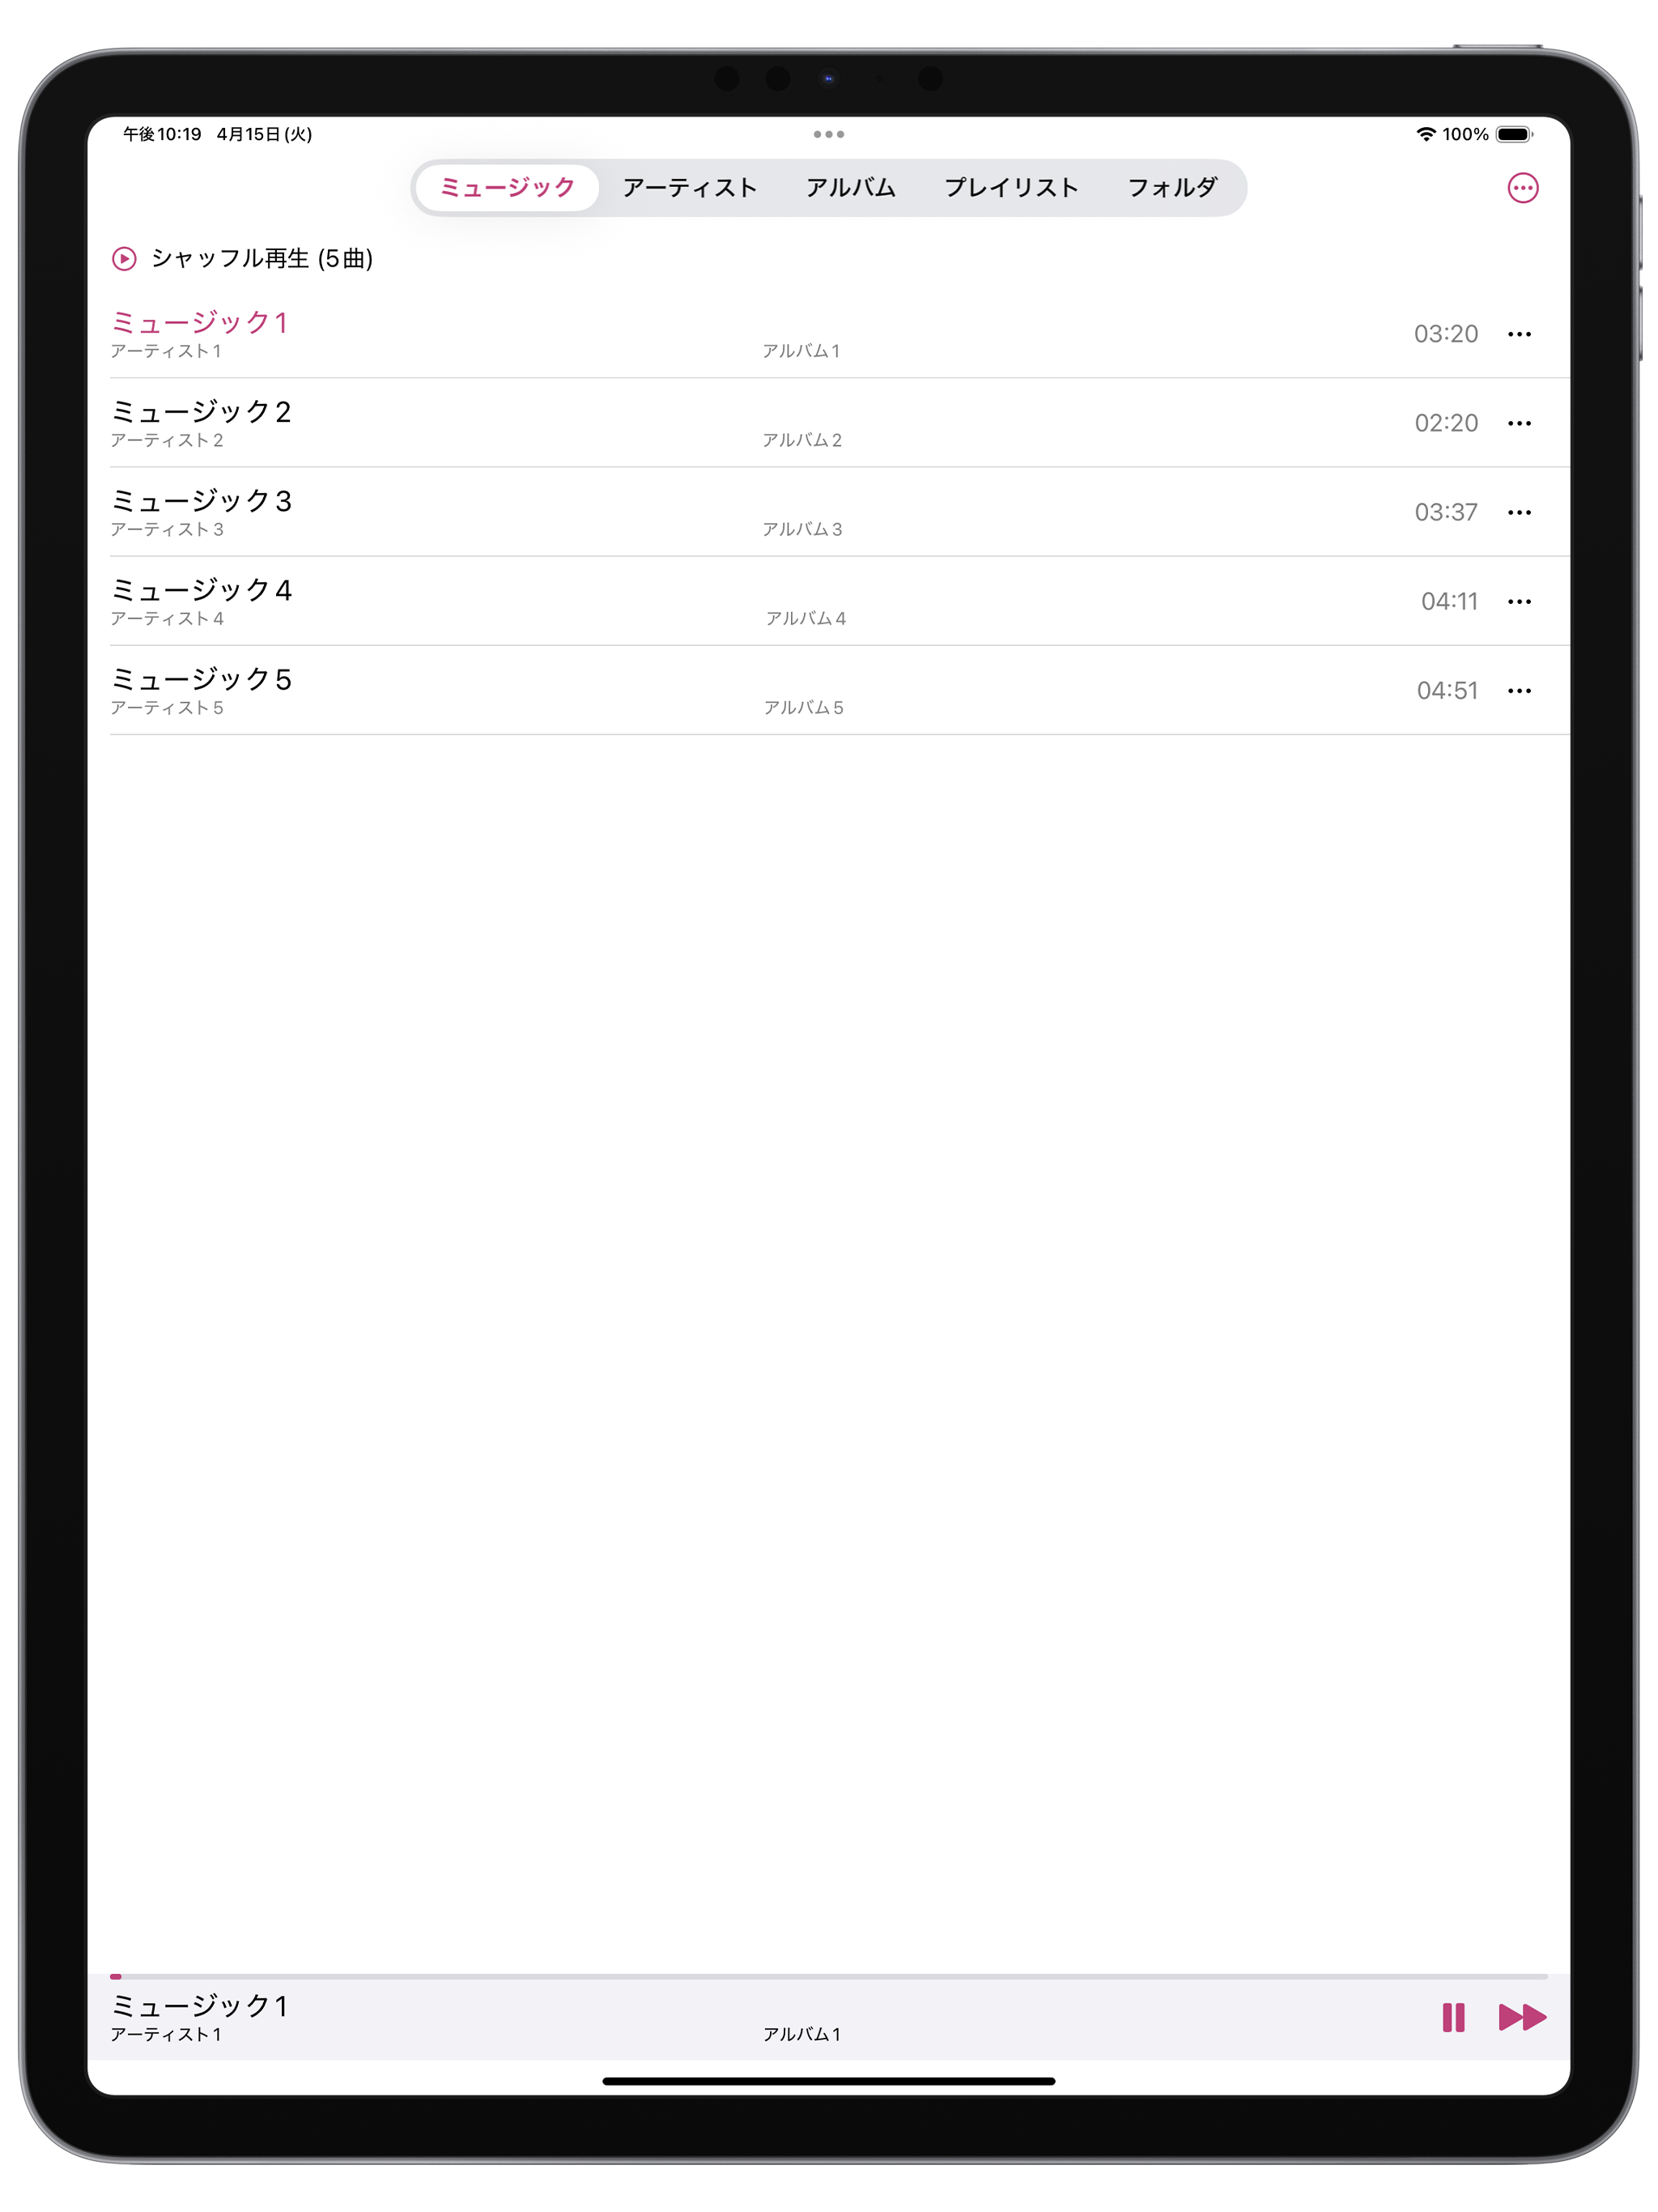 午後10:19 4月15日(火) 100%
ミュージック アーティスト アルバム プレイリスト フォルダ
シャッフル再生 (5曲)
ミュージック1
アーティスト1 アルバム1 03:20
ミュージック2
アーティスト2 アルバム2 02:20
ミュージック3
アーティスト3 アルバム3 03:37
ミュージック4
アーティスト4 アルバム4 04:11
ミュージック5
アーティスト5 アルバム5 04:51
ミュージック1
アーティスト1 アルバム1